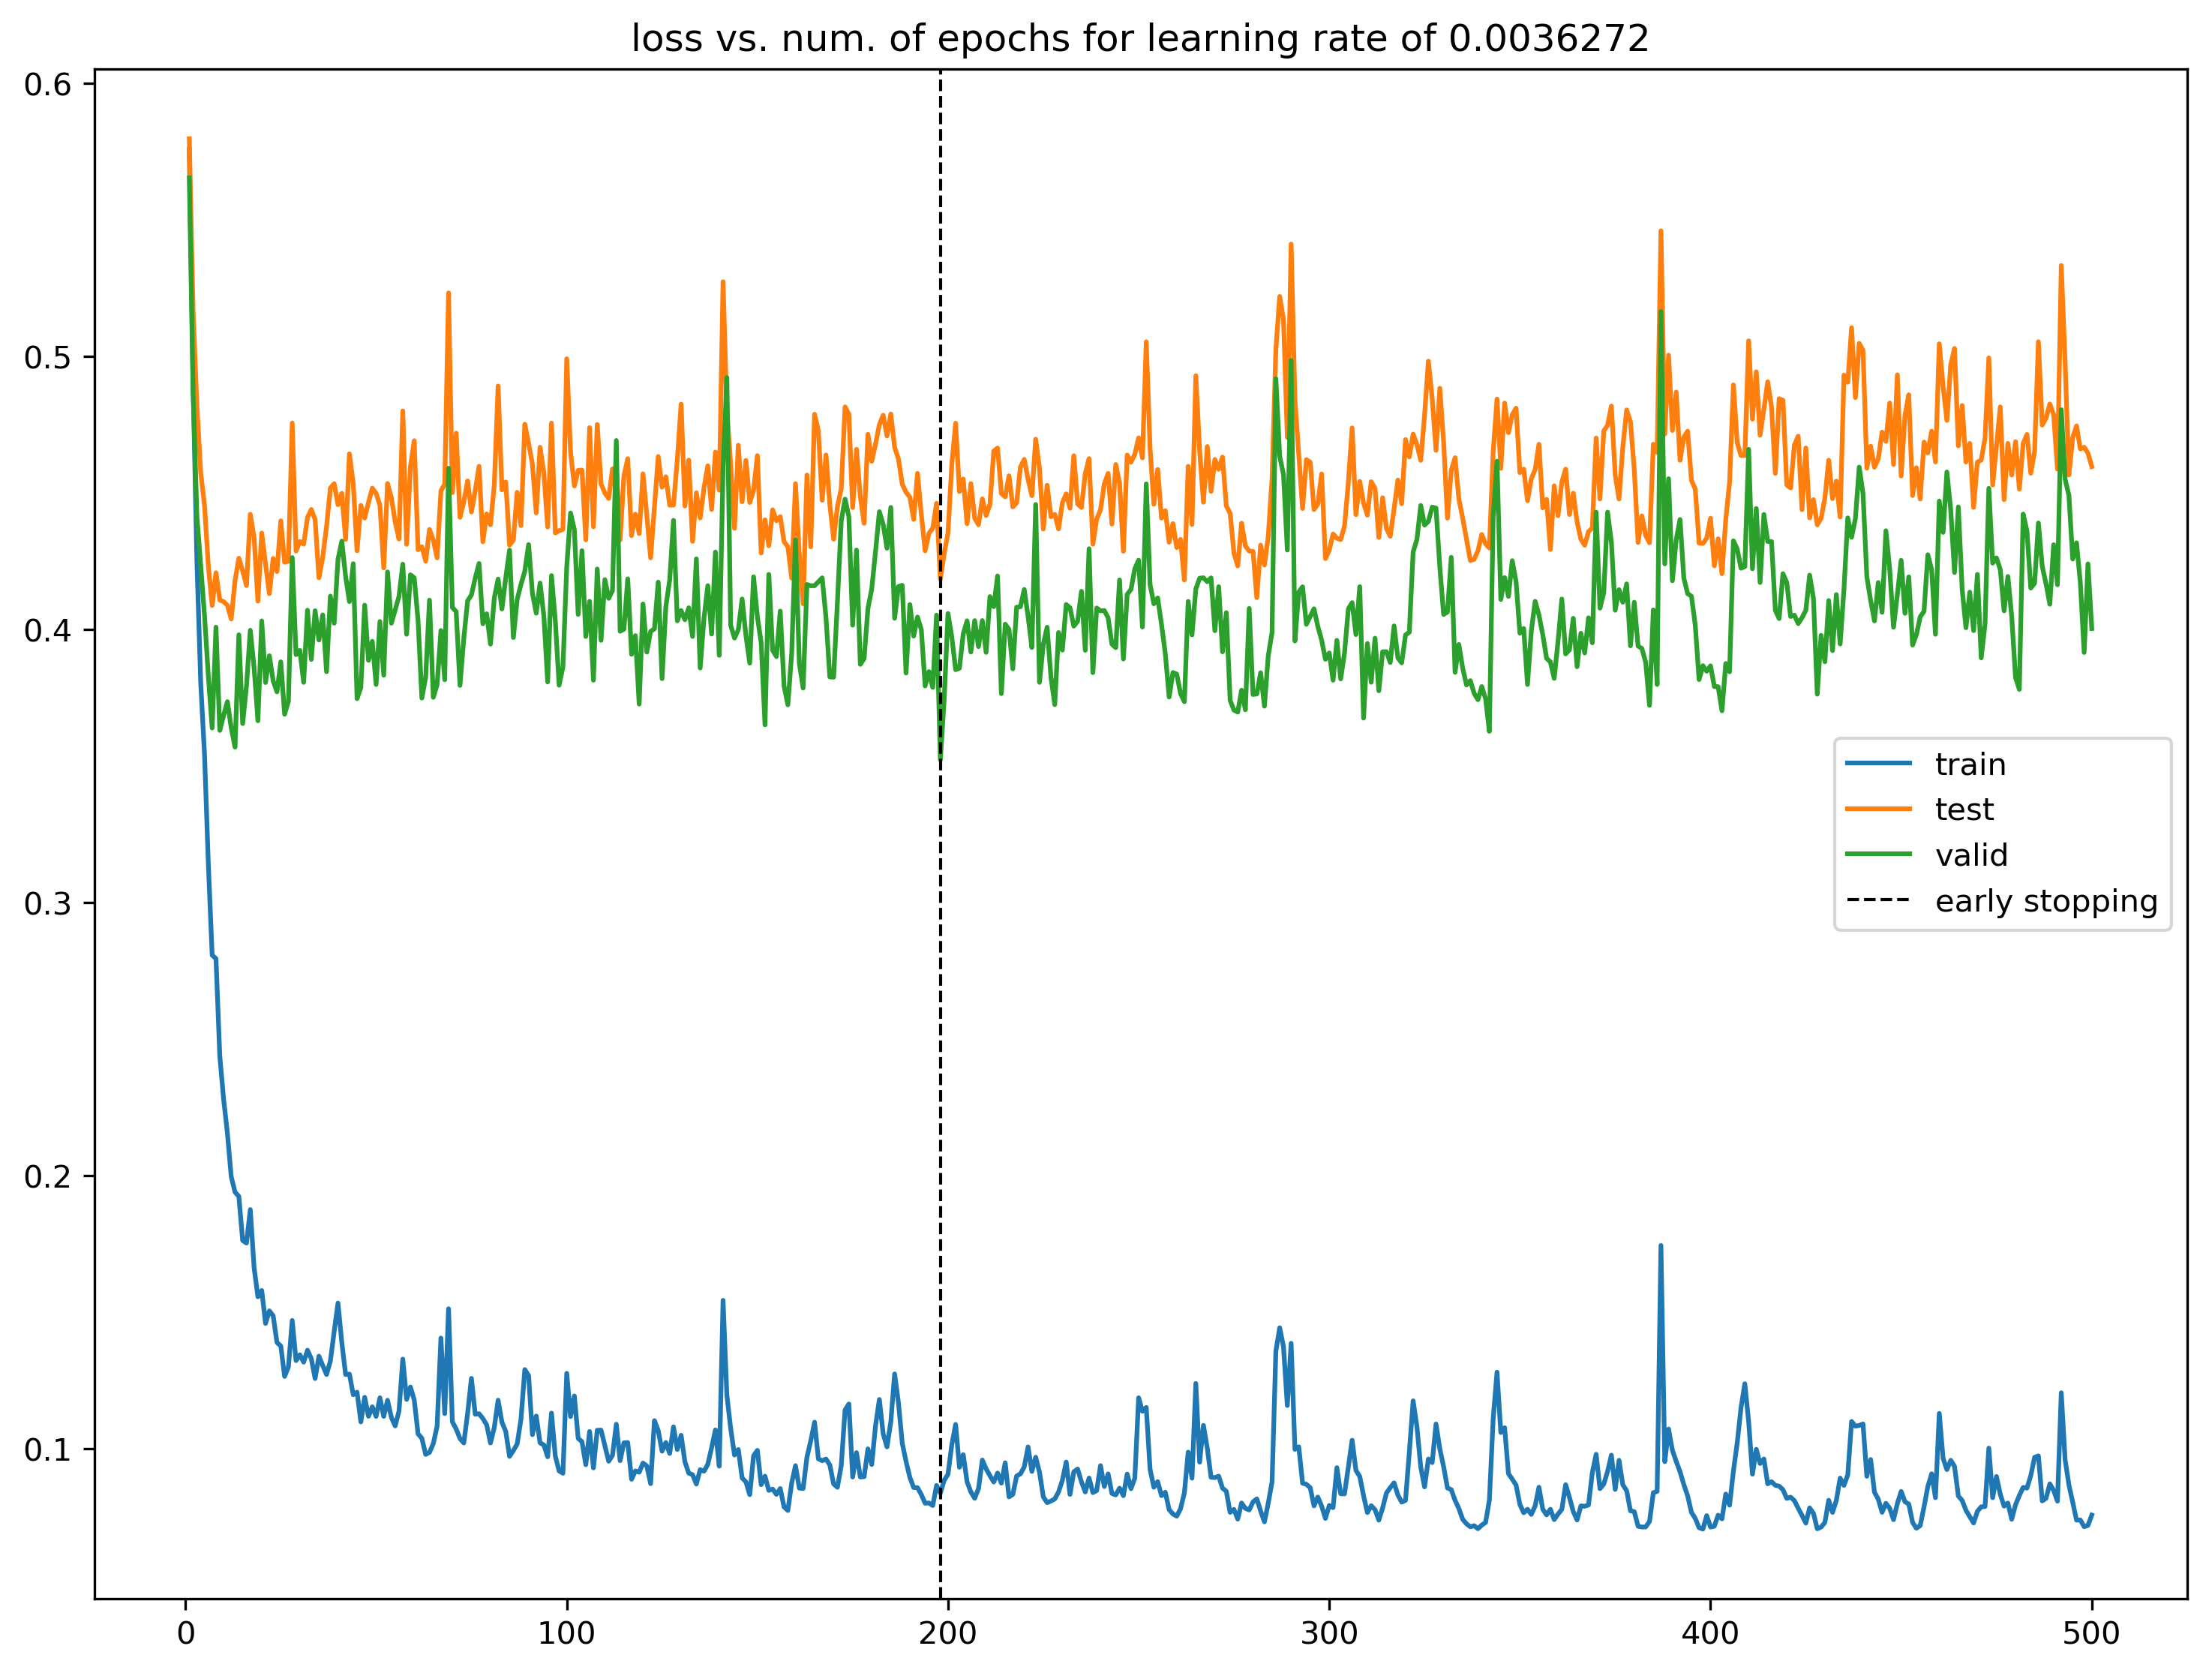 loss vs. num. of epochs for learning rate of 0.0036272
0.6
0.5
0.4
0.3
0.2
0.1
train
test
valid
early stopping
0 100 200 300 400 500